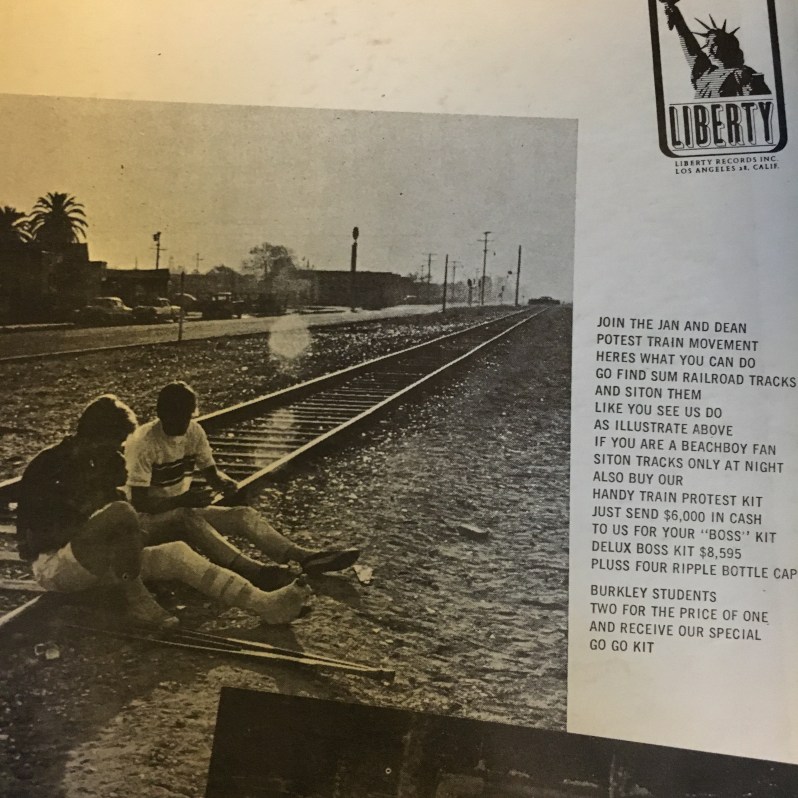 LIBERTY
LIBERTY RECORDS INC.
LOS ANGELES 28, CALIF.
JOIN THE JAN AND DEAN
POTEST TRAIN MOVEMENT
HERES WHAT YOU CAN DO
GO FIND SUM RAILROAD TRACKS
AND SITON THEM
LIKE YOU SEE US DO
AS ILLUSTRATE ABOVE
IF YOU ARE A BEACHBOY FAN
SITON TRACKS ONLY AT NIGHT
ALSO BUY OUR
HANDY TRAIN PROTEST KIT
JUST SEND $6,000 IN CASH
TO US FOR YOUR "BOSS" KIT
DELUX BOSS KIT $8,595
PLUSS FOUR RIPPLE BOTTLE CAP
BURKLEY STUDENTS
TWO FOR THE PRICE OF ONE
AND RECEIVE OUR SPECIAL
GO GO KIT